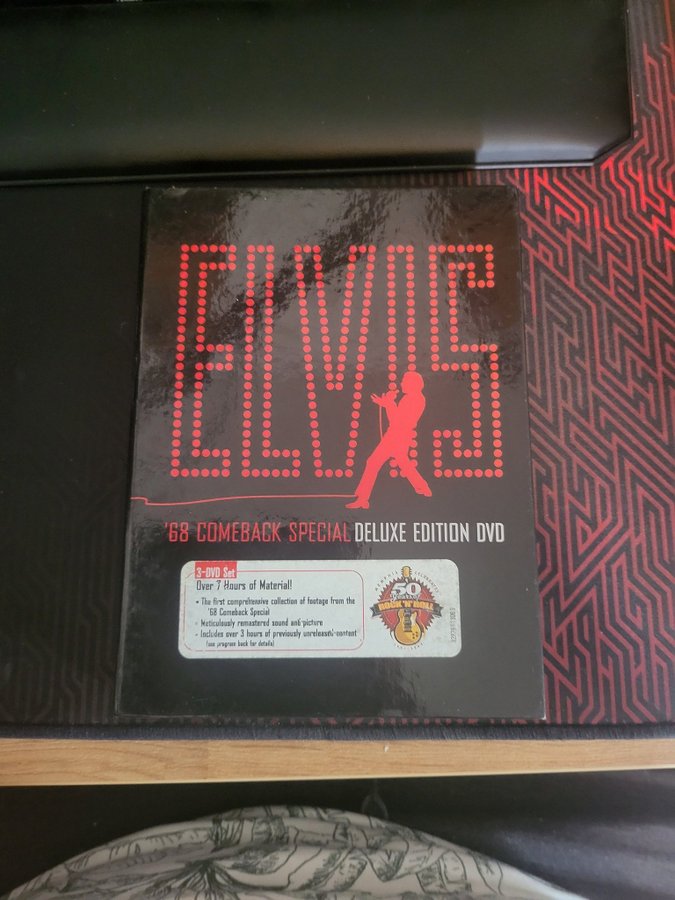 ELVIS
'68 COMEBACK SPECIAL DELUXE EDITION DVD
3-DVD Set
Over 7 Hours of Material!
• The first comprehensive collection of footage from the
'68 Comeback Special
• Meticulously remastered sound and picture
• Includes over 3 hours of previously unreleased content
(see program book for details)
50
ROCK 'N' ROLL